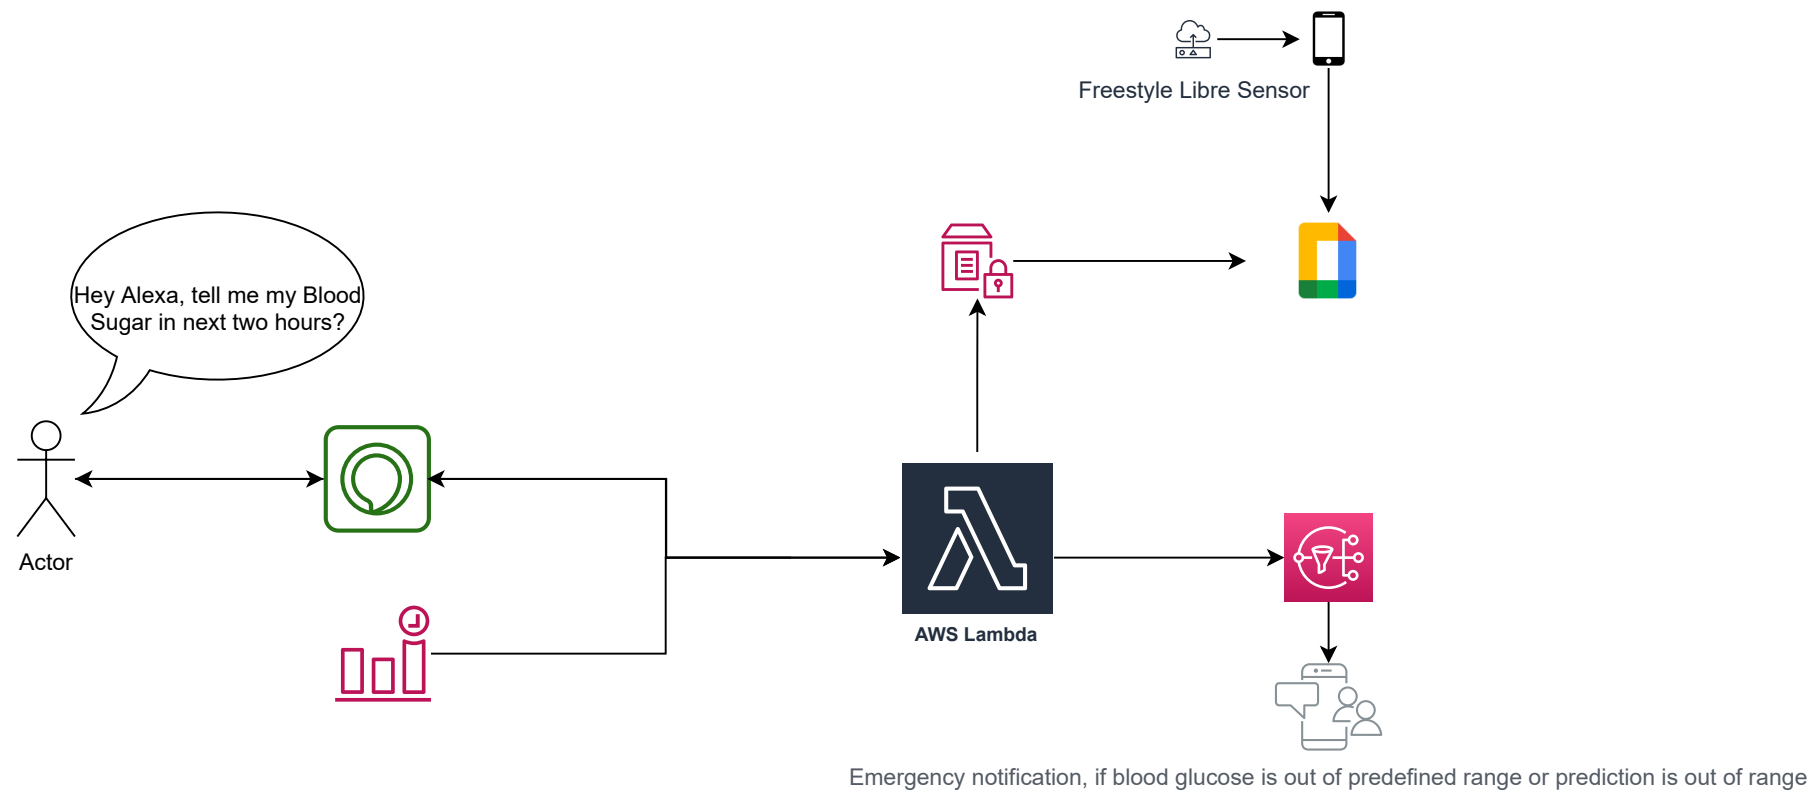 Freestyle Libre Sensor
Hey Alexa, tell me my Blood
Sugar in next two hours?
Actor
AWS Lambda
Emergency notification, if blood glucose is out of predefined range or prediction is out of range